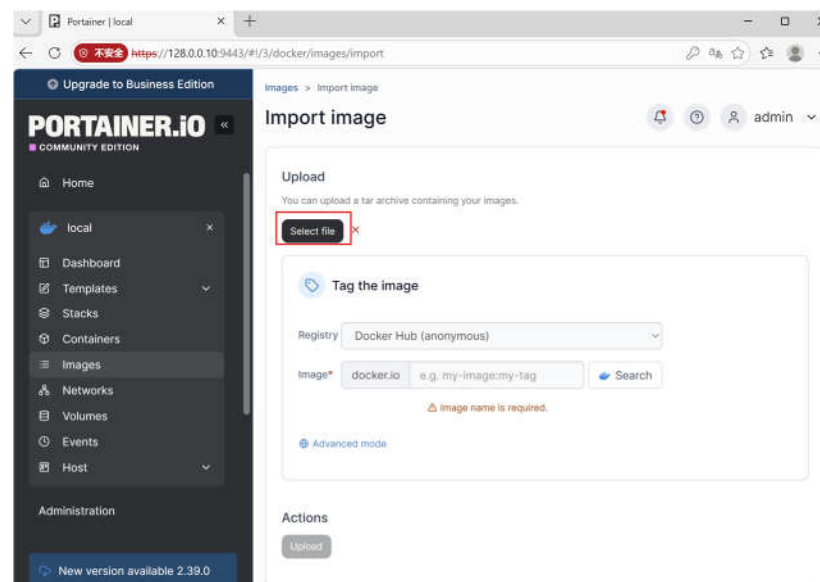 Portainer | local
不安全 https://128.0.0.10:9443/#!/3/docker/images/import
Upgrade to Business Edition
PORTAINER.iO
COMMUNITY EDITION
Home
local
Dashboard
Templates
Stacks
Containers
Images
Networks
Volumes
Events
Host
Administration
New version available 2.39.0
Images > Import image
Import image
admin
Upload
You can upload a tar archive containing your images.
Select file
Tag the image
Registry Docker Hub (anonymous)
Image* docker.io e.g. my-image:my-tag Search
Image name is required.
Advanced mode
Actions
Upload